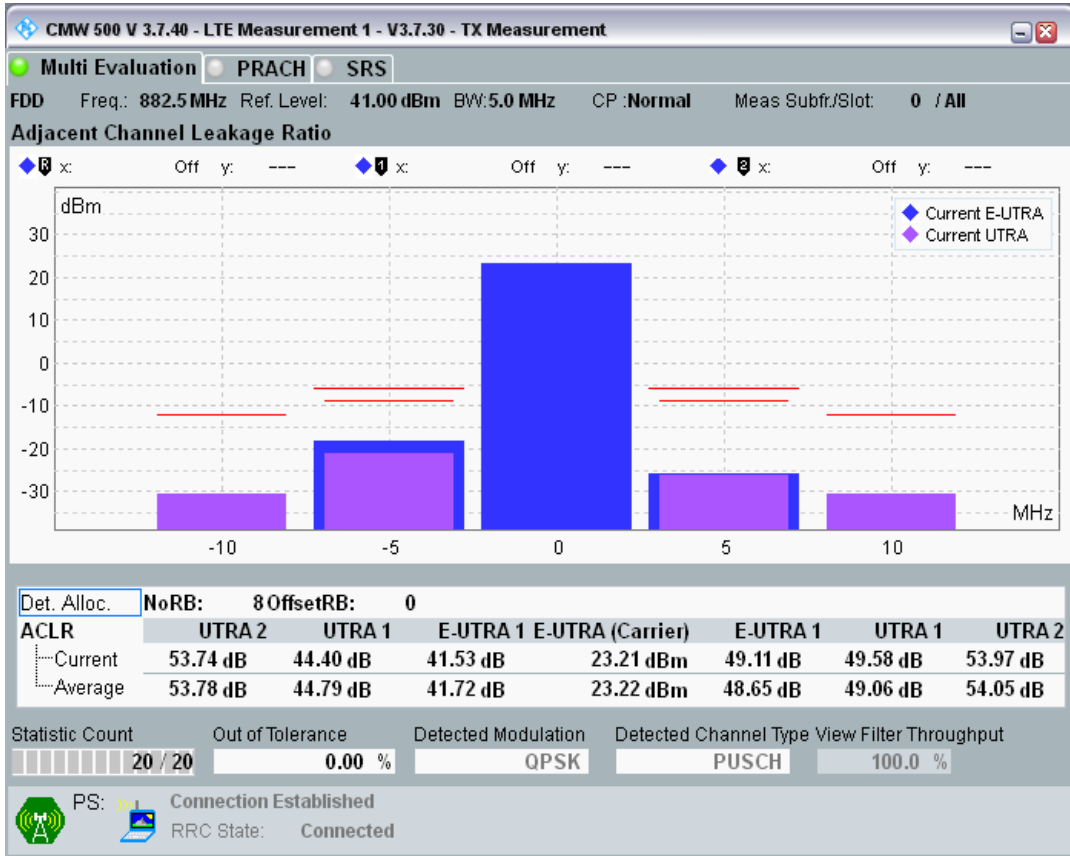 CMW 500 V 3.7.40 - LTE Measurement 1 - V3.7.30 - TX Measurement
Multi Evaluation PRACH SRS
FDD Freq.: 882.5 MHz Ref. Level: 41.00 dBm BW: 5.0 MHz CP : Normal Meas Subfr./Slot: 0 / All
Adjacent Channel Leakage Ratio
R x: Off y: --- 1 x: Off y: --- 2 x: Off y: ---
dBm
Current E-UTRA
Current UTRA
30
20
10
0
-10
-20
-30
MHz
-10 -5 0 5 10
Det. Alloc. NoRB: 8 OffsetRB: 0
ACLR UTRA 2 UTRA 1 E-UTRA 1 E-UTRA (Carrier) E-UTRA 1 UTRA 1 UTRA 2
Current 53.74 dB 44.40 dB 41.53 dB 23.21 dBm 49.11 dB 49.58 dB 53.97 dB
Average 53.78 dB 44.79 dB 41.72 dB 23.22 dBm 48.65 dB 49.06 dB 54.05 dB
Statistic Count Out of Tolerance Detected Modulation Detected Channel Type View Filter Throughput
20 / 20 0.00 % QPSK PUSCH 100.0 %
PS: Connection Established
RRC State: Connected